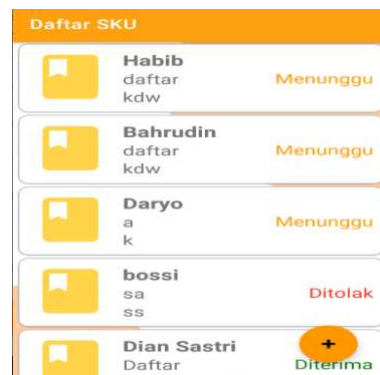 Daftar SKU
Habib
daftar
kdw
Menunggu
Bahrudin
daftar
kdw
Menunggu
Daryo
a
k
Menunggu
bossi
sa
ss
Ditolak
Dian Sastri
Daftar
Diterima
+